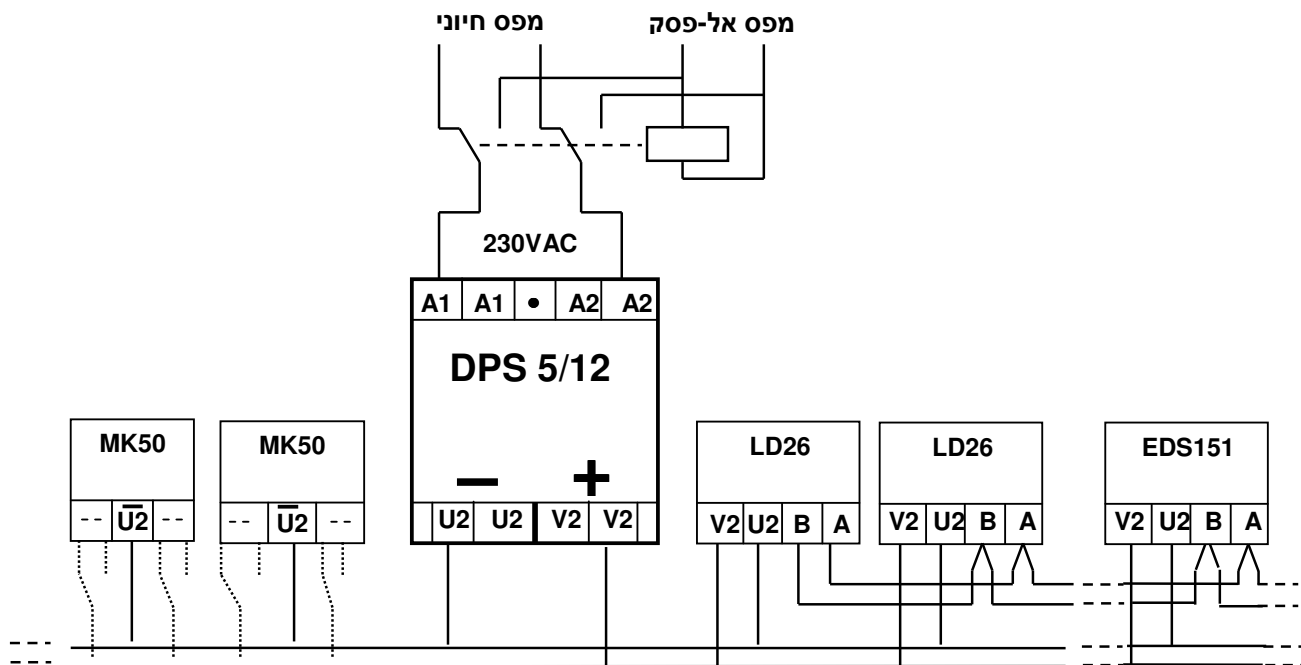 מפס חיוני מפס אל-פסק
230VAC
A1 A1 • A2 A2
DPS 5/12
MK50 MK50 LD26 LD26 EDS151
− +
-- U2 -- -- U2 -- U2 U2 V2 V2 V2 U2 B A V2 U2 B A V2 U2 B A